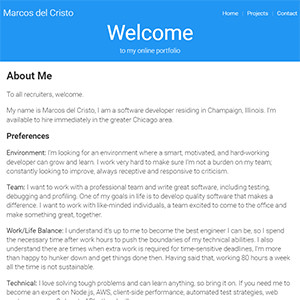 Marcos del Cristo
Home | Projects | Contact
Welcome
to my online portfolio
About Me
To all recruiters, welcome.
My name is Marcos del Cristo, I am a software developer residing in Champaign, Illinois. I'm
available to hire immediately in the greater Chicago area.
Preferences
Environment: I'm looking for an environment where a smart, motivated, and hard-working
developer can grow and learn. I work very hard to make sure I'm not a burden on my team;
constantly looking to improve, always receptive and responsive to criticism.
Team: I want to work with a professional team and write great software, including testing,
debugging and profiling. One of my goals in life is to develop quality software that makes a
difference. I want to work with like-minded individuals, a team excited to come to the office and
make something great, together.
Work/Life Balance: I understand it's up to me to become the best engineer I can be, so I spend
the necessary time after work hours to push the boundaries of my technical abilities. I also
understand there are times when extra work is required for time-sensitive deadlines, I'm more
than happy to hunker down and get things done then. Having said that, working 80 hours a week
all the time is not sustainable.
Technical: I love solving tough problems and can learn anything, so bring it on. If you need me to
become an expert on Node.js, AWS, client-side performance, automated test strategies, web